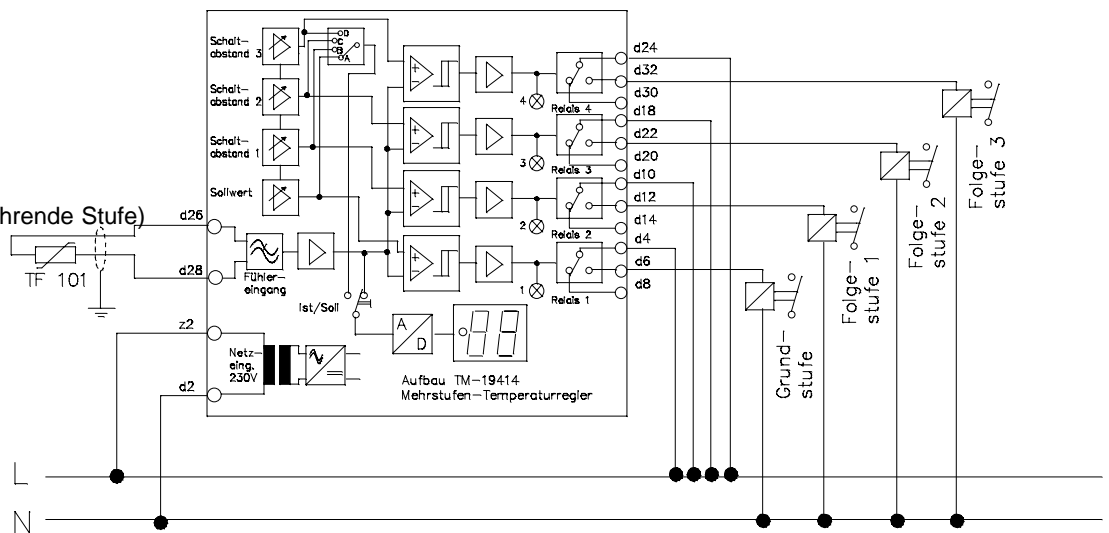 Schalt-
abstand 3
D
C
B
A
Schalt-
abstand 2
Schalt-
abstand 1
Sollwert
hrende Stufe)
d26
TF 101
d28
Fühler-
eingang
Ist/Soll
z2
Netz-
eing.
230V
d2
A
D
Aufbau TM-19414
Mehrstufen-Temperaturregler
+
-
4
Relais 4
+
-
3
Relais 3
+
-
2
Relais 2
+
-
1
Relais 1
d24
d32
d30
d18
d22
d20
d10
d12
d14
d4
d6
d8
Grund-
stufe
Folge-
stufe 1
Folge-
stufe 2
Folge-
stufe 3
L
N